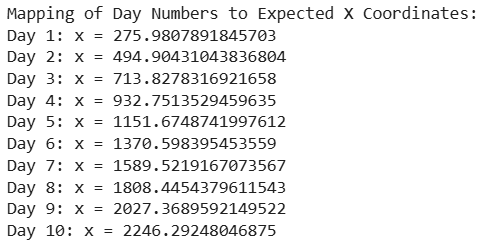 Mapping of Day Numbers to Expected X Coordinates:
Day 1: x = 275.9807891845703
Day 2: x = 494.90431043836804
Day 3: x = 713.8278316921658
Day 4: x = 932.7513529459635
Day 5: x = 1151.6748741997612
Day 6: x = 1370.598395453559
Day 7: x = 1589.5219167073567
Day 8: x = 1808.4454379611543
Day 9: x = 2027.3689592149522
Day 10: x = 2246.29248046875